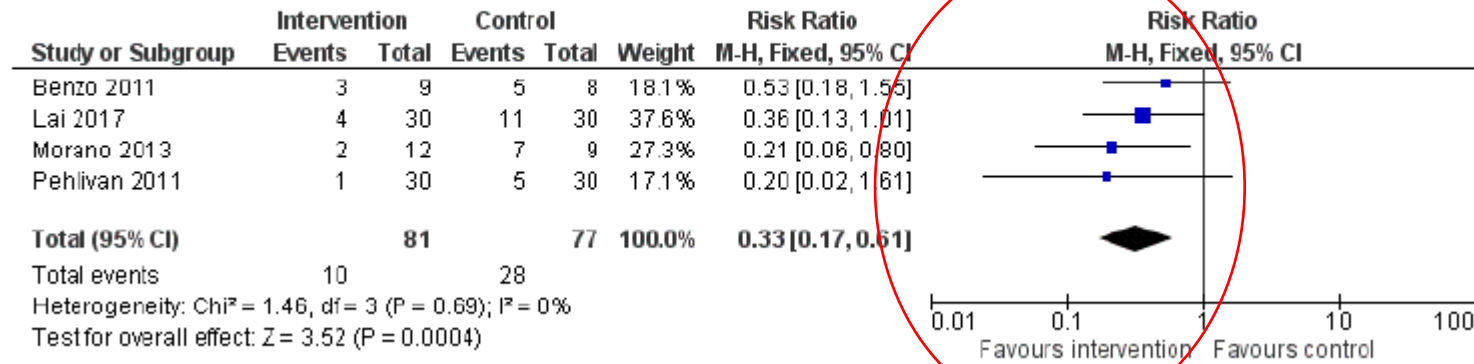 Intervention Control Risk Ratio Risk Ratio
Study or Subgroup Events Total Events Total Weight M-H, Fixed, 95% CI M-H, Fixed, 95% CI
Benzo 2011 3 9 5 8 18.1% 0.53 [0.18, 1.55]
Lai 2017 4 30 11 30 37.6% 0.36 [0.13, 1.01]
Morano 2013 2 12 7 9 27.3% 0.21 [0.06, 0.80]
Pehlivan 2011 1 30 5 30 17.1% 0.20 [0.02, 1.61]
Total (95% CI) 81 77 100.0% 0.33 [0.17, 0.61]
Total events 10 28
Heterogeneity: Chi² = 1.46, df = 3 (P = 0.69); I² = 0%
Test for overall effect: Z = 3.52 (P = 0.0004)
0.01 0.1 1 10 100
Favours intervention Favours control